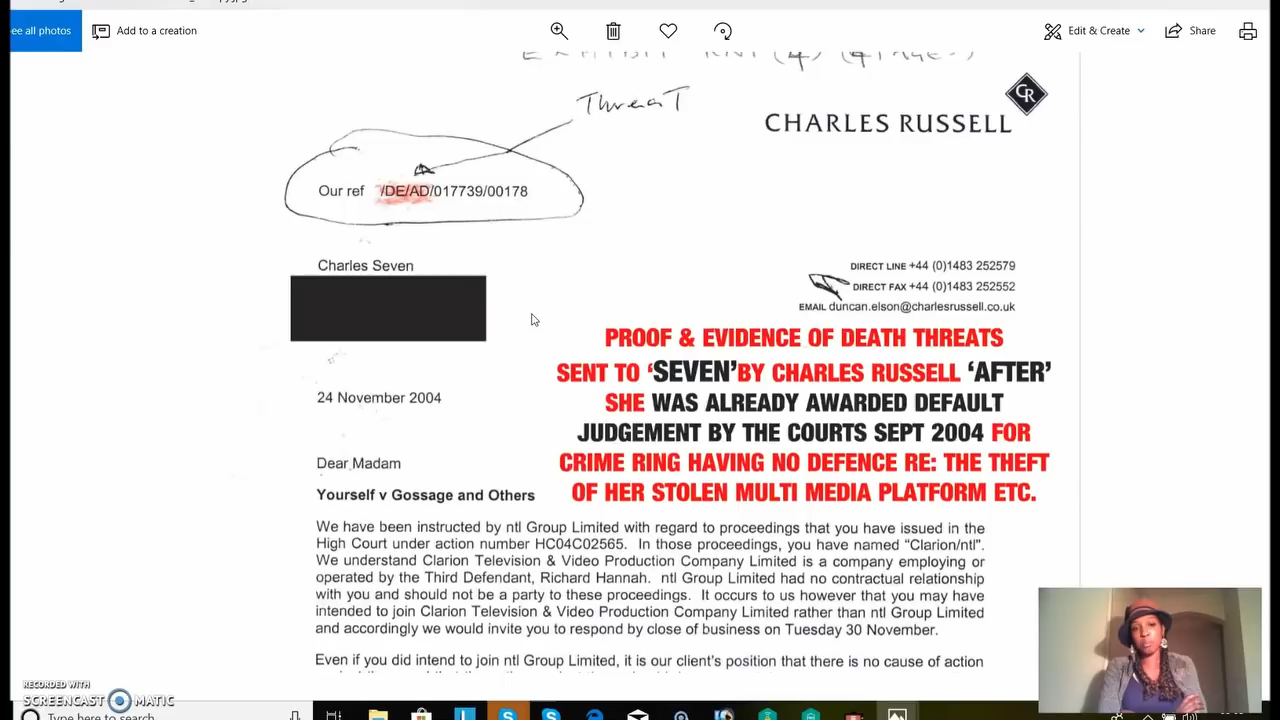 ee all photos
Add to a creation
Edit & Create
Share
EXHIBIT
ThreaT
CR
CHARLES RUSSELL
Our ref /DE/AD/017739/00178
Charles Seven
DIRECT LINE +44 (0)1483 252579
DIRECT FAX +44 (0)1483 252552
EMAIL duncan.elson@charlesrussell.co.uk
PROOF & EVIDENCE OF DEATH THREATS
SENT TO ‘SEVEN’BY CHARLES RUSSELL ‘AFTER’
SHE WAS ALREADY AWARDED DEFAULT
JUDGEMENT BY THE COURTS SEPT 2004 FOR
CRIME RING HAVING NO DEFENCE RE: THE THEFT
OF HER STOLEN MULTI MEDIA PLATFORM ETC.
24 November 2004
Dear Madam
Yourself v Gossage and Others
We have been instructed by ntl Group Limited with regard to proceedings that you have issued in the
High Court under action number HC04C02565. In those proceedings, you have named “Clarion/ntl”.
We understand Clarion Television & Video Production Company Limited is a company employing or
operated by the Third Defendant, Richard Hannah. ntl Group Limited had no contractual relationship
with you and should not be a party to these proceedings. It occurs to us however that you may have
intended to join Clarion Television & Video Production Company Limited rather than ntl Group Limited
and accordingly we would invite you to respond by close of business on Tuesday 30 November.
Even if you did intend to join ntl Group Limited, it is our client's position that there is no cause of action
RECORDED WITH
SCREENCAST MATIC
Type here to search